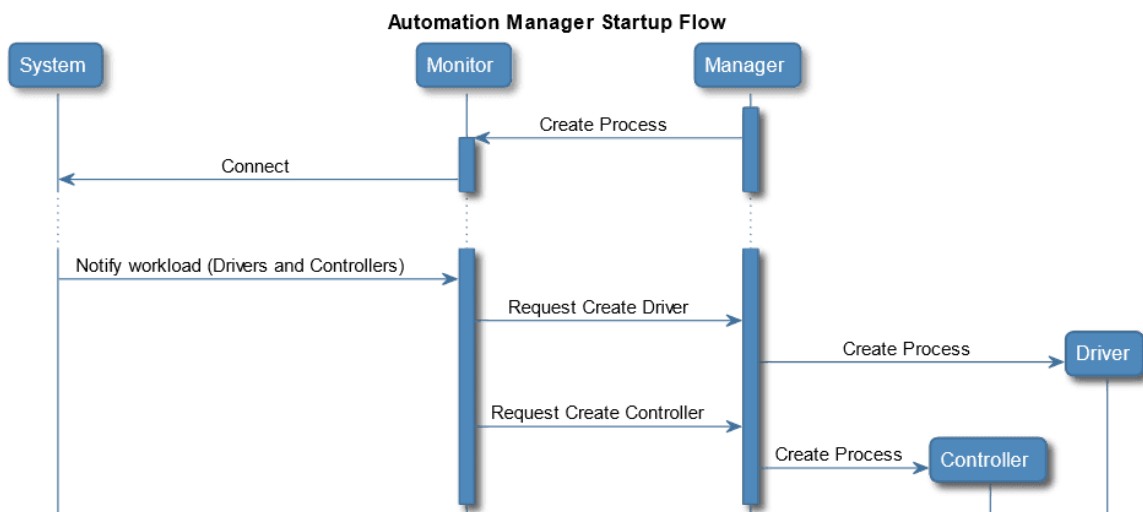 Automation Manager Startup Flow
System
Monitor
Manager
Create Process
Connect
Notify workload (Drivers and Controllers)
Request Create Driver
Create Process
Driver
Request Create Controller
Create Process
Controller